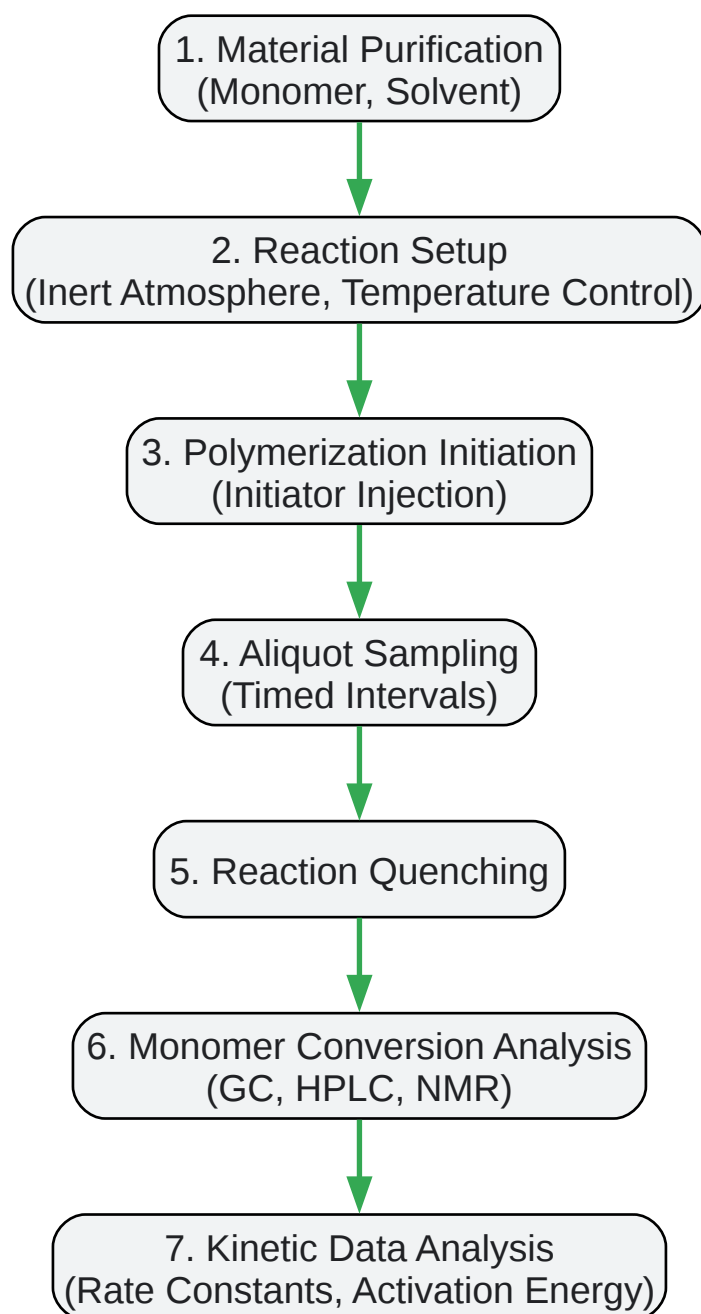 1. Material Purification
(Monomer, Solvent)
2. Reaction Setup
(Inert Atmosphere, Temperature Control)
3. Polymerization Initiation
(Initiator Injection)
4. Aliquot Sampling
(Timed Intervals)
5. Reaction Quenching
6. Monomer Conversion Analysis
(GC, HPLC, NMR)
7. Kinetic Data Analysis
(Rate Constants, Activation Energy)